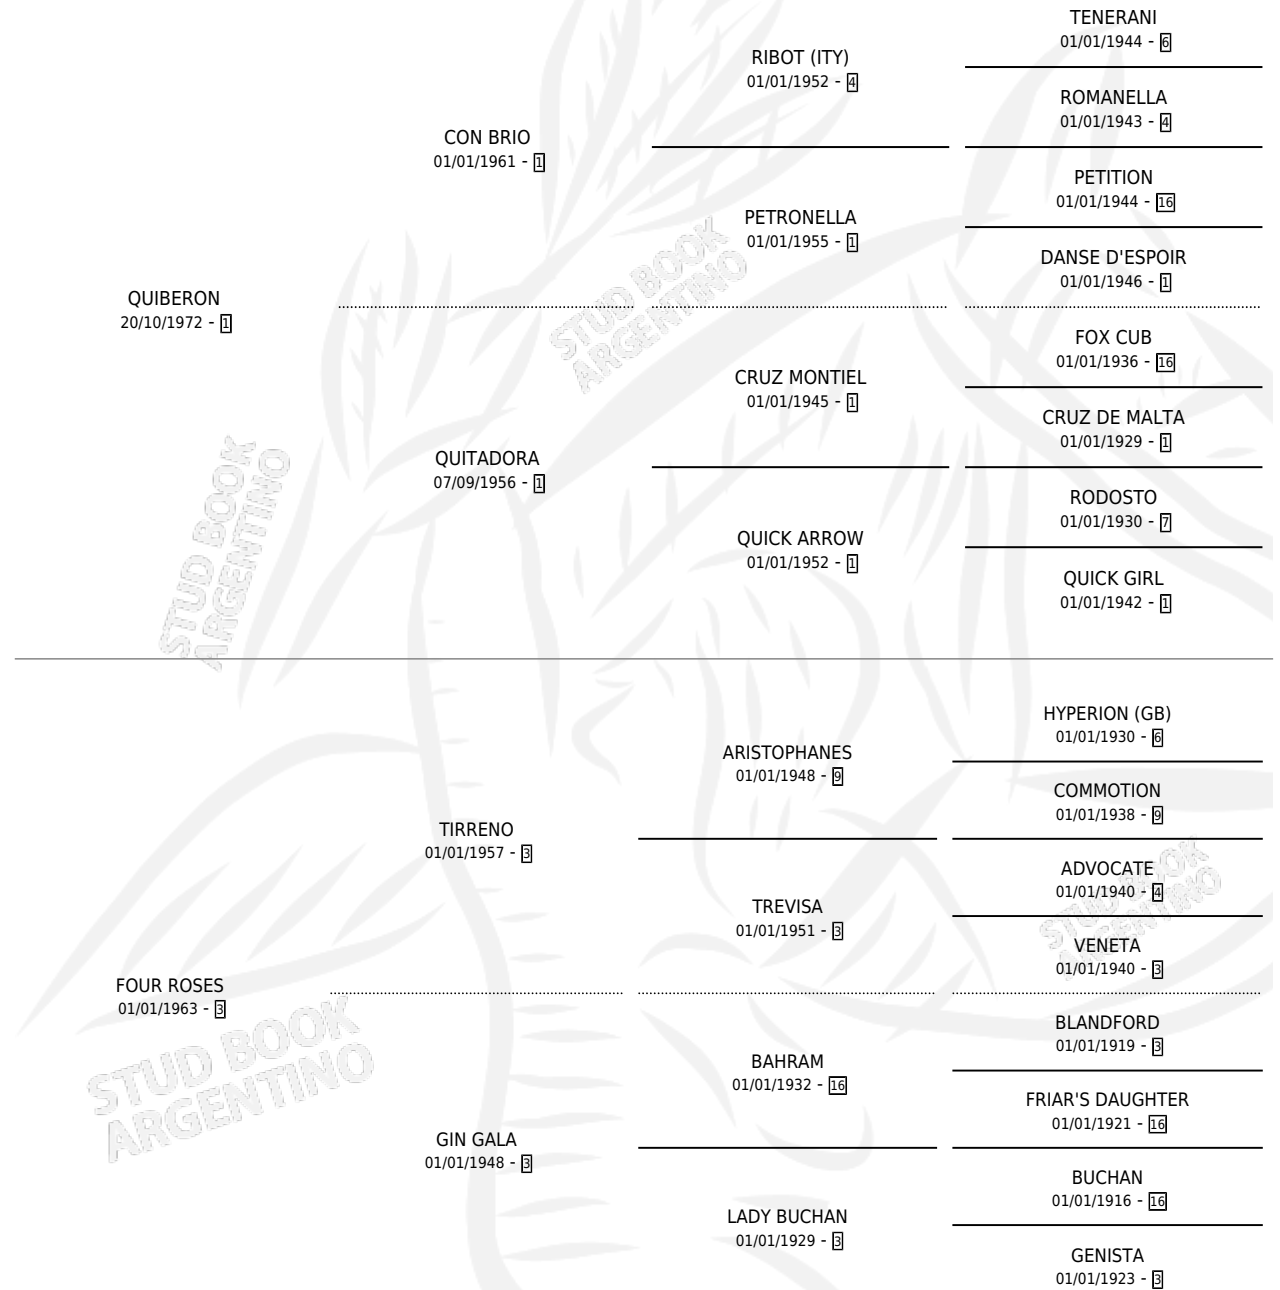 TENERANI
01/01/1944 - 6
RIBOT (ITY)
01/01/1952 - 4
ROMANELLA
01/01/1943 - 4
CON BRIO
01/01/1961 - 1
PETITION
01/01/1944 - 16
PETRONELLA
01/01/1955 - 1
DANSE D'ESPOIR
01/01/1946 - 1
QUIBERON
20/10/1972 - 1
STUD BOOK
ARGENTINO
FOX CUB
01/01/1936 - 16
CRUZ MONTIEL
01/01/1945 - 1
CRUZ DE MALTA
01/01/1929 - 1
QUITADORA
07/09/1956 - 1
RODOSTO
01/01/1930 - 7
QUICK ARROW
01/01/1952 - 1
QUICK GIRL
01/01/1942 - 1
STUD BOOK
ARGENTINO
HYPERION (GB)
01/01/1930 - 6
ARISTOPHANES
01/01/1948 - 9
COMMOTION
01/01/1938 - 9
TIRRENO
01/01/1957 - 3
ADVOCATE
01/01/1940 - 4
TREVISA
01/01/1951 - 3
STUD BOOK
ARGENTINO
VENETA
01/01/1940 - 3
FOUR ROSES
01/01/1963 - 3
BLANDFORD
01/01/1919 - 3
BAHRAM
01/01/1932 - 16
STUD BOOK
ARGENTINO
FRIAR'S DAUGHTER
01/01/1921 - 16
GIN GALA
01/01/1948 - 3
BUCHAN
01/01/1916 - 16
LADY BUCHAN
01/01/1929 - 3
GENISTA
01/01/1923 - 3